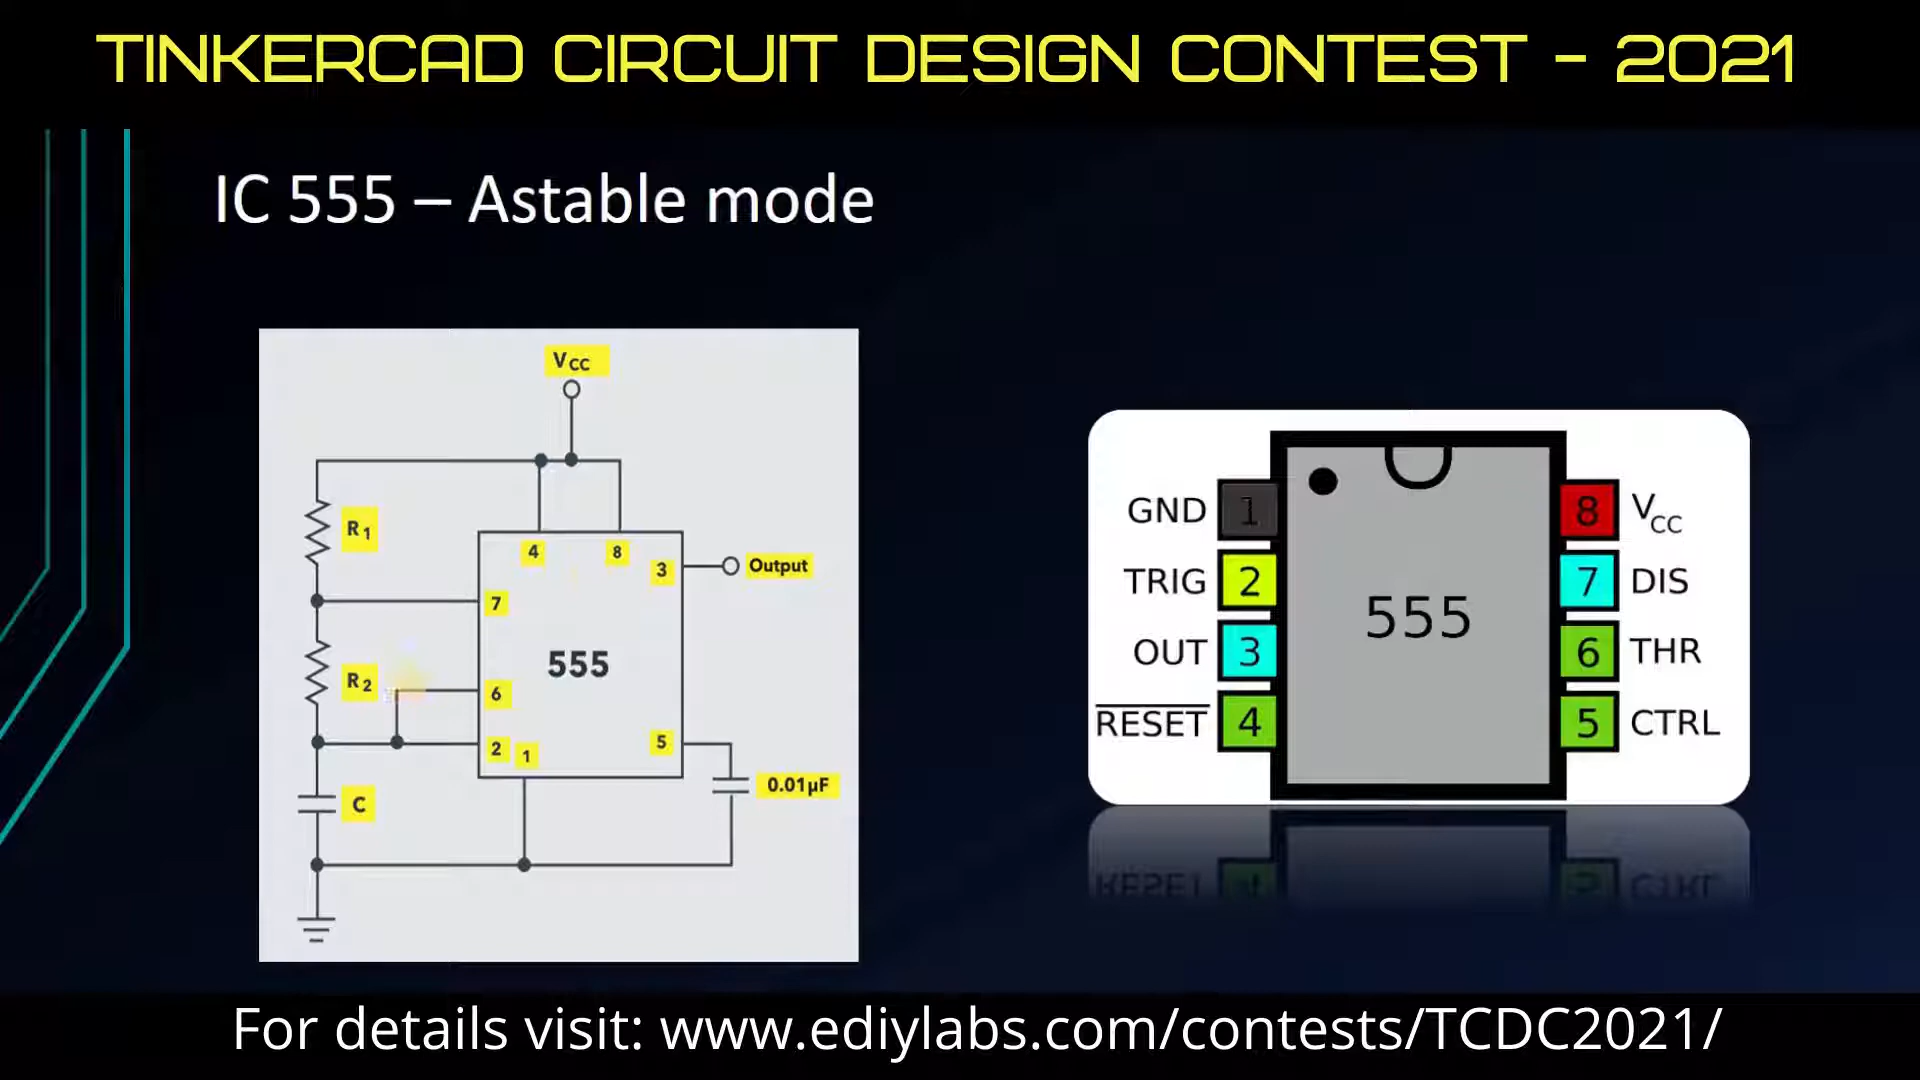 TINKERCAD CIRCUIT DESIGN CONTEST - 2021
IC 555 – Astable mode
VCC
R1
4
8
3
Output
7
555
R2
6
2
1
5
0.01µF
C
GND
1
8
VCC
TRIG
2
7
DIS
555
OUT
3
6
THR
RESET
4
5
CTRL
For details visit: www.ediylabs.com/contests/TCDC2021/